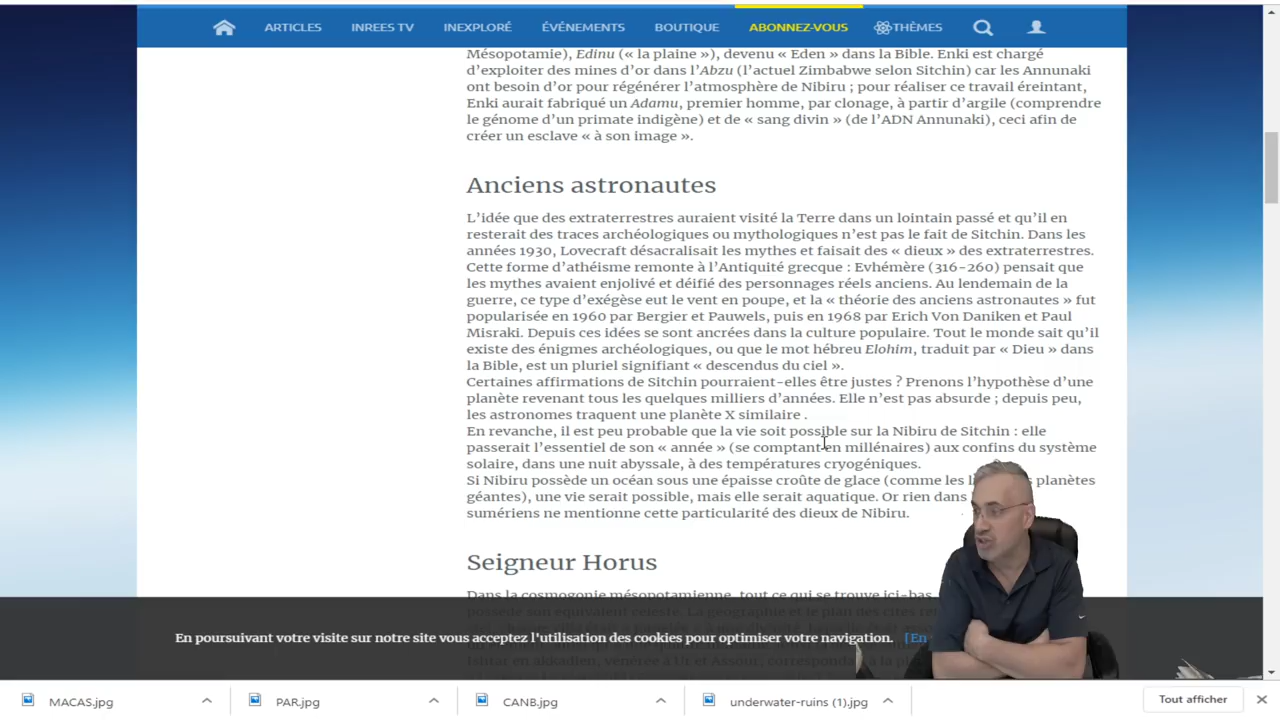 ARTICLES INREES TV INEXPLORÉ ÉVÉNEMENTS BOUTIQUE ABONNEZ-VOUS THÈMES
Mésopotamie), Edinu (« la plaine »), devenu « Eden » dans la Bible. Enki est chargé
d’exploiter des mines d’or dans l’Abzu (l’actuel Zimbabwe selon Sitchin) car les Annunaki
ont besoin d’or pour régénérer l’atmosphère de Nibiru ; pour réaliser ce travail éreintant,
Enki aurait fabriqué un Adamu, premier homme, par clonage, à partir d’argile (comprendre
le génome d’un primate indigène) et de « sang divin » (de l’ADN Annunaki), ceci afin de
créer un esclave « à son image ».
Anciens astronautes
L’idée que des extraterrestres auraient visité la Terre dans un lointain passé et qu’il en
resterait des traces archéologiques ou mythologiques n’est pas le fait de Sitchin. Dans les
années 1930, Lovecraft désacralisait les mythes et faisait des « dieux » des extraterrestres.
Cette forme d’athéisme remonte à l’Antiquité grecque : Evhémère (316-260) pensait que
les mythes avaient enjolivé et déifié des personnages réels anciens. Au lendemain de la
guerre, ce type d’exégèse eut le vent en poupe, et la « théorie des anciens astronautes » fut
popularisée en 1960 par Bergier et Pauwels, puis en 1968 par Erich Von Daniken et Paul
Misraki. Depuis ces idées se sont ancrées dans la culture populaire. Tout le monde sait qu’il
existe des énigmes archéologiques, ou que le mot hébreu Elohim, traduit par « Dieu » dans
la Bible, est un pluriel signifiant « descendus du ciel ».
Certaines affirmations de Sitchin pourraient-elles être justes ? Prenons l’hypothèse d’une
planète revenant tous les quelques milliers d’années. Elle n’est pas absurde ; depuis peu,
les astronomes traquent une planète X similaire .
En revanche, il est peu probable que la vie soit possible sur la Nibiru de Sitchin : elle
passerait l’essentiel de son « année » (se comptant en millénaires) aux confins du système
solaire, dans une nuit abyssale, à des températures cryogéniques.
Si Nibiru possède un océan sous une épaisse croûte de glace (comme les planètes
géantes), une vie serait possible, mais elle serait aquatique. Or rien dans
sumériens ne mentionne cette particularité des dieux de Nibiru.
Seigneur Horus
Dans la cosmogonie mésopotamienne, tout ce qui se trouve ici-bas
possède son équivalent céleste. La géographie et le plan des cités
En poursuivant votre visite sur notre site vous acceptez l'utilisation des cookies pour optimiser votre navigation. [En
Ishtar en akkadien, vénérée à Ur et Assour,
MACAS.jpg PAR.jpg CANB.jpg underwater-ruins (1).jpg Tout afficher